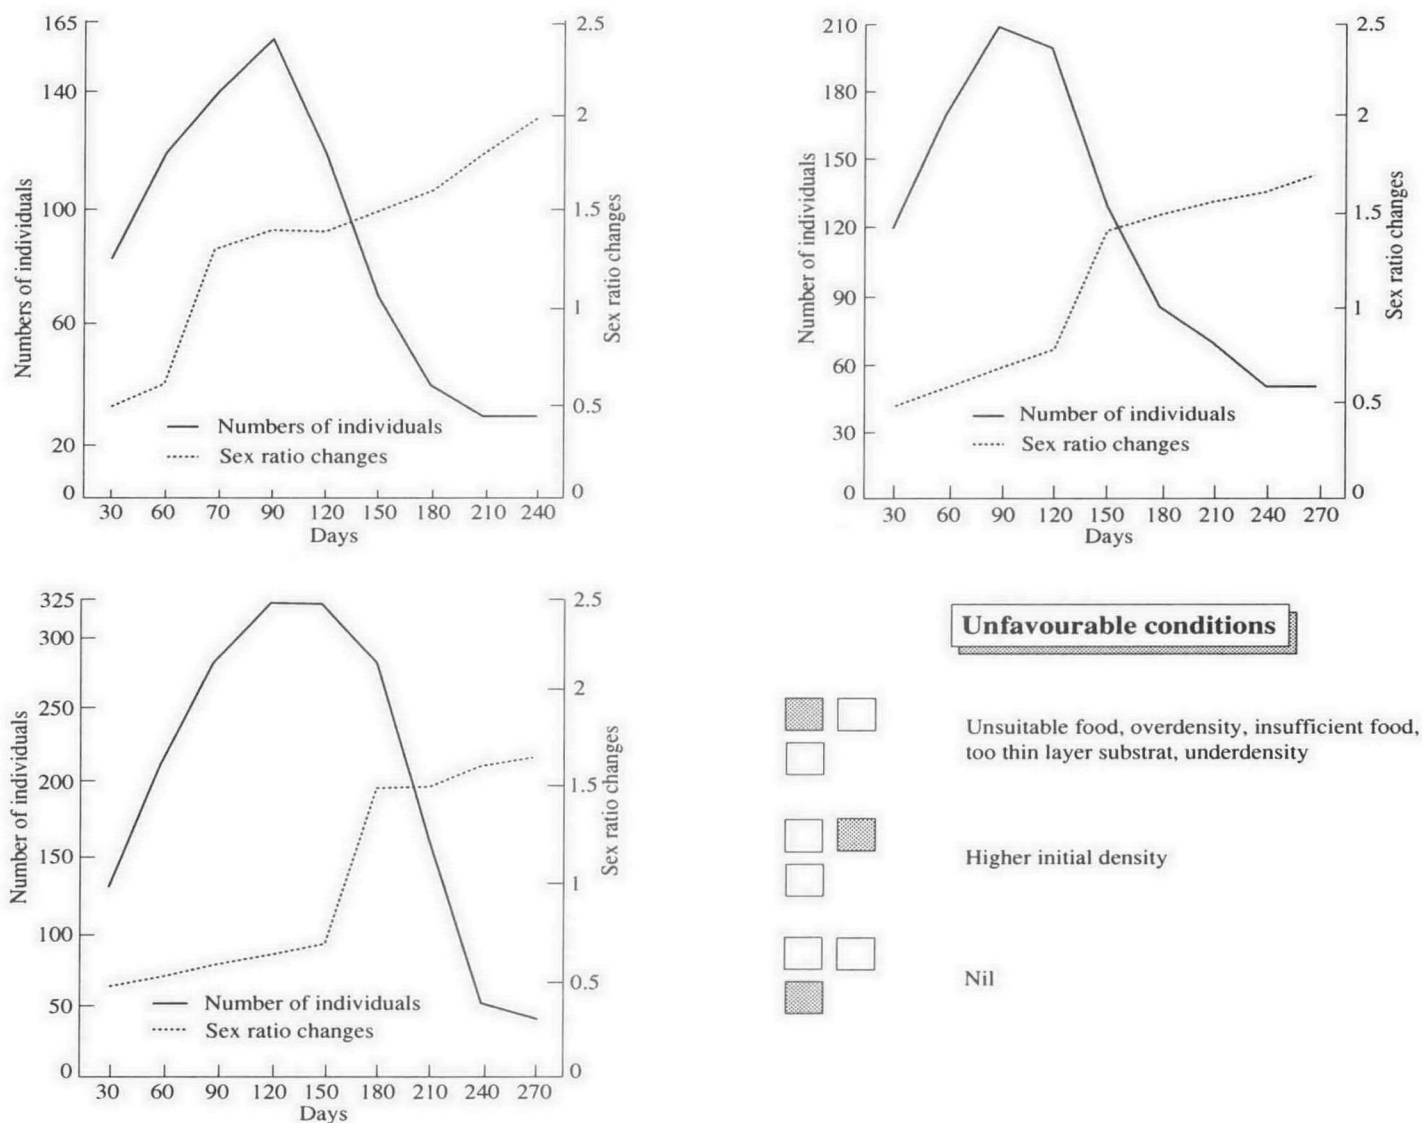 165
140
100
60
20
0
2.5
2
1.5
1
0.5
0
Numbers of individuals
Sex ratio changes
Numbers of individuals
Sex ratio changes
30 60 70 90 120 150 180 210 240
Days
210
180
150
120
90
60
30
0
2.5
2
1.5
1
0.5
0
Number of individuals
Sex ratio changes
Number of individuals
Sex ratio changes
30 60 90 120 150 180 210 240 270
Days
325
300
250
200
150
100
50
0
2.5
2
1.5
1
0.5
0
Number of individuals
Sex ratio changes
Number of individuals
Sex ratio changes
30 60 90 120 150 180 210 240 270
Days
Unfavourable conditions
Unsuitable food, overdensity, insufficient food,
too thin layer substrat, underdensity
Higher initial density
Nil